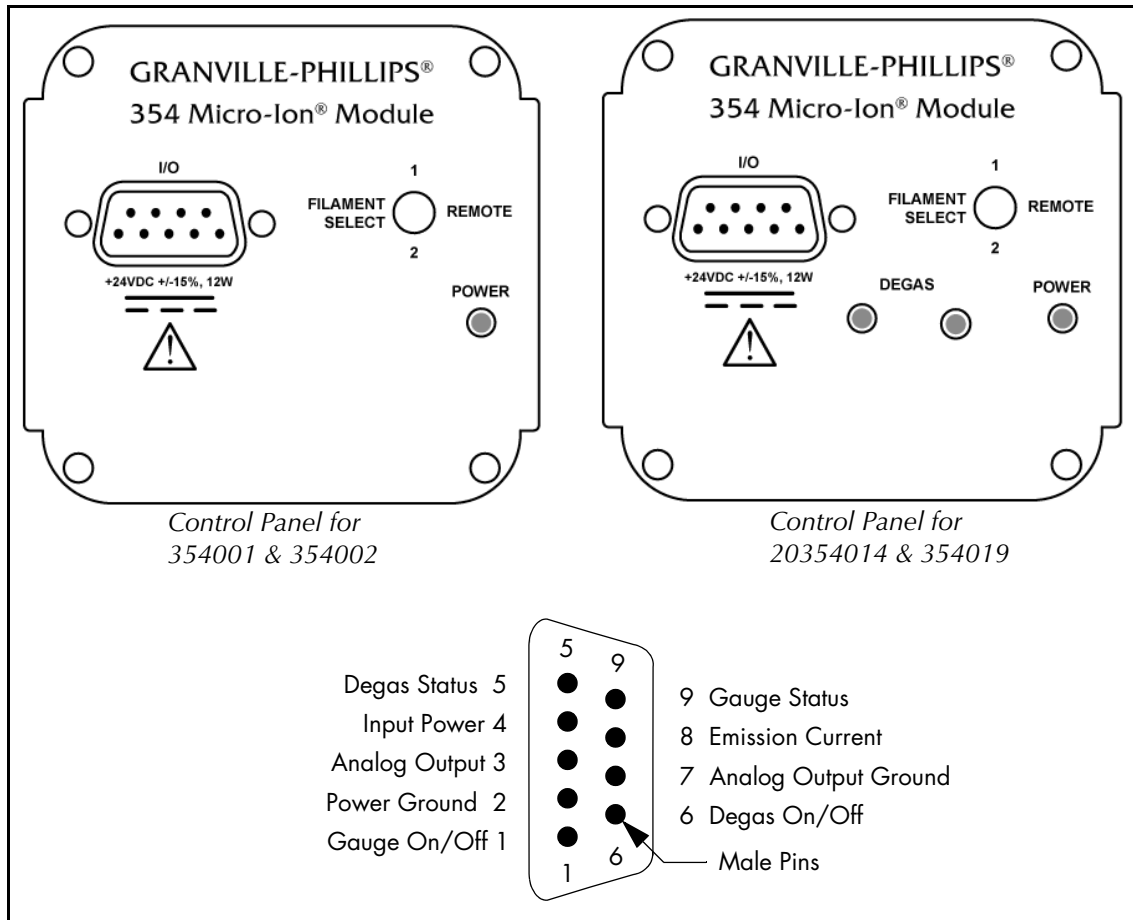 GRANVILLE-PHILLIPS®
354 Micro-Ion® Module
I/O
1
FILAMENT
SELECT
REMOTE
2
+24VDC +/-15%, 12W
POWER
Control Panel for
354001 & 354002
GRANVILLE-PHILLIPS®
354 Micro-Ion® Module
I/O
1
FILAMENT
SELECT
REMOTE
2
+24VDC +/-15%, 12W
DEGAS
POWER
Control Panel for
20354014 & 354019
5
9
Degas Status 5
Input Power 4
Analog Output 3
Power Ground 2
Gauge On/Off 1
9 Gauge Status
8 Emission Current
7 Analog Output Ground
6 Degas On/Off
Male Pins
6
1